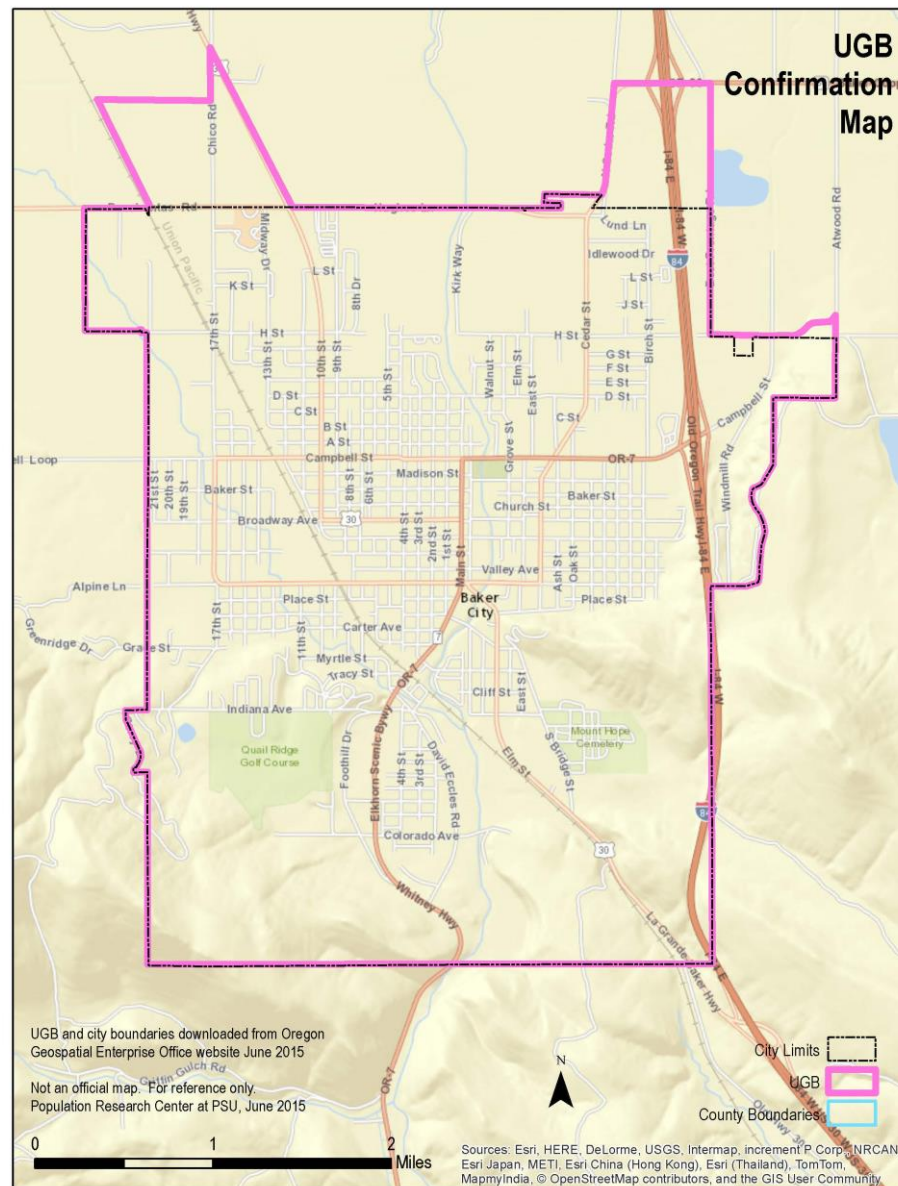 UGB
Confirmation
Map
Hwy
Chico Rd
I-84 E
I-84 W
Atwood Rd
Union Pacific
Midway Dr
Kirk Way
Lund Ln
Idlewood Dr
84
L St
L St
K St
8th Dr
J St
17th St
H St
13th St
10th St
9th St
H St
Cedar St
Birch St
G St
F St
E St
D St
5th St
Walnut St
Elm St
East St
D St
C St
C St
B St
A St
Campbell St
Campbell St
Grove St
OR-7
Old Oregon Trail Hwy
I-84 E
Windmill Rd
Madison St
Loop
21st St
20th St
19th St
Baker St
8th St
6th St
Baker St
Church St
Broadway Ave
30
4th St
3rd St
2nd St
1st St
Main St
Valley Ave
Ash St
Oak St
Alpine Ln
Place St
Baker
City
Place St
Greenridge Dr
17th St
Carter Ave
7
11th St
Myrtle St
Tracy St
OR-7
Cliff St
East St
I-84 W
Indiana Ave
Quail Ridge
Golf Course
Foothill Dr
Elkhorn Scenic Bywy
4th St
3rd St
David Eccles Rd
Elm St
S Bridge St
Mount Hope
Cemetery
Colorado Ave
30
Whitney Hwy
OR-7
UGB and city boundaries downloaded from Oregon
Geospatial Enterprise Office website June 2015
Not an official map. For reference only.
Population Research Center at PSU, June 2015
N
City Limits
UGB
County Boundaries
0 1 2
Miles
Sources: Esri, HERE, DeLorme, USGS, Intermap, increment P Corp., NRCAN,
Esri Japan, METI, Esri China (Hong Kong), Esri (Thailand), TomTom,
MapmyIndia, © OpenStreetMap contributors, and the GIS User Community